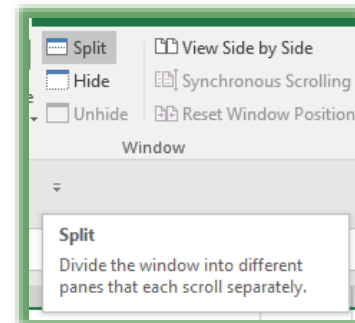 Split View Side by Side
Hide Synchronous Scrolling
Unhide Reset Window Position
Window
Split
Divide the window into different
panes that each scroll separately.